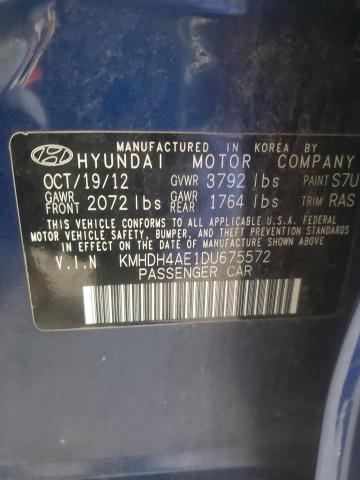 MANUFACTURED IN KOREA BY
HYUNDAI MOTOR COMPANY
OCT/19/12 GVWR 3792 lbs PAINT S7U
GAWR FRONT 2072 lbs GAWR REAR 1764 lbs TRIM RAS
THIS VEHICLE CONFORMS TO ALL APPLICABLE U.S.A. FEDERAL
MOTOR VEHICLE SAFETY, BUMPER, AND THEFT PREVENTION STANDARDS
IN EFFECT ON THE DATE OF MANUFACTURE SHOWN ABOVE.
V.I.N KMHDH4AE1DU675572
PASSENGER CAR